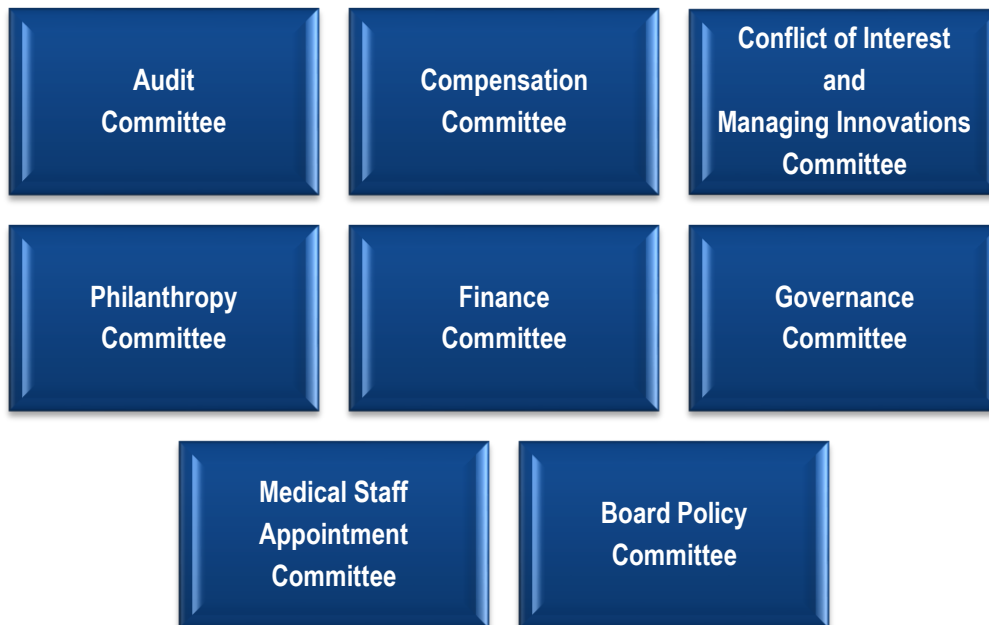 Audit
Committee
Compensation
Committee
Conflict of Interest
and
Managing Innovations
Committee
Philanthropy
Committee
Finance
Committee
Governance
Committee
Medical Staff
Appointment
Committee
Board Policy
Committee